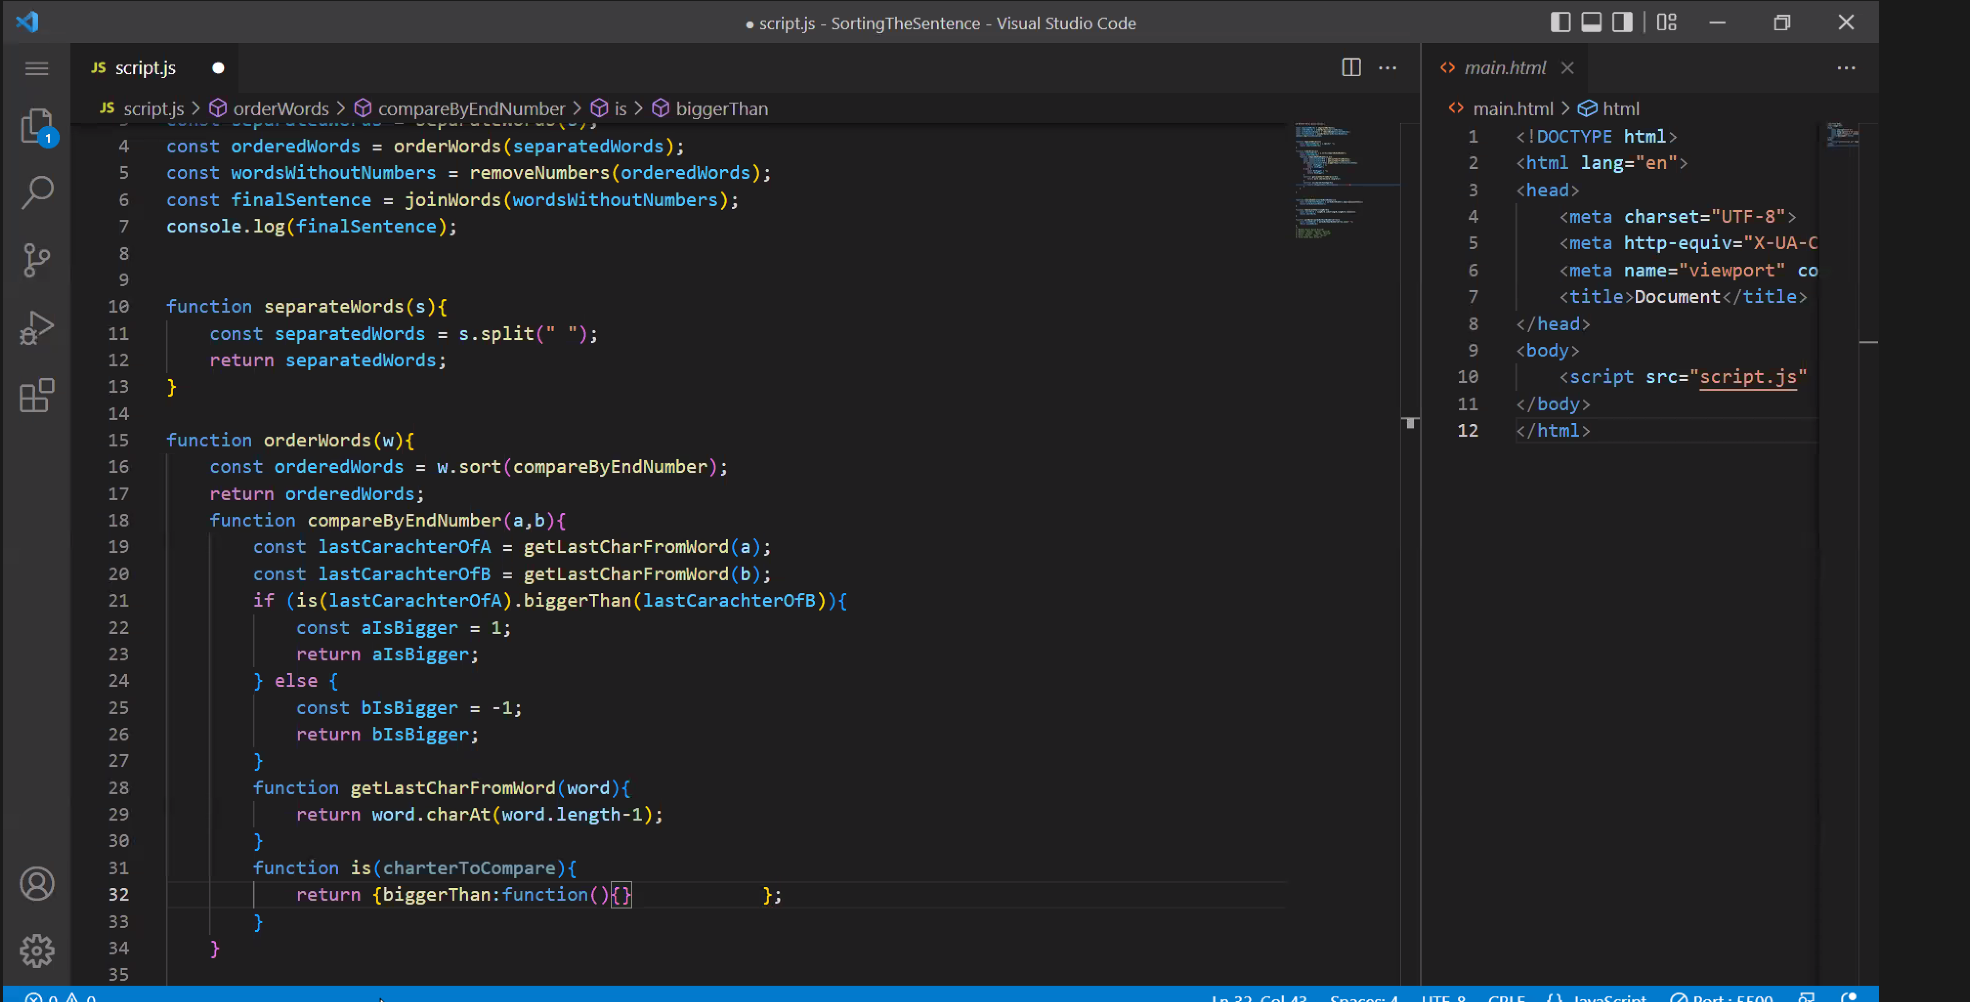 ● script.js - SortingTheSentence - Visual Studio Code
JS script.js ●
JS script.js > orderWords > compareByEndNumber > is > biggerThan
3 const separatedWords = separateWords(s);
4 const orderedWords = orderWords(separatedWords);
5 const wordsWithoutNumbers = removeNumbers(orderedWords);
6 const finalSentence = joinWords(wordsWithoutNumbers);
7 console.log(finalSentence);
8
9
10 function separateWords(s){
11 const separatedWords = s.split(" ");
12 return separatedWords;
13 }
14
15 function orderWords(w){
16 const orderedWords = w.sort(compareByEndNumber);
17 return orderedWords;
18 function compareByEndNumber(a,b){
19 const lastCarachterOfA = getLastCharFromWord(a);
20 const lastCarachterOfB = getLastCharFromWord(b);
21 if (is(lastCarachterOfA).biggerThan(lastCarachterOfB)){
22 const aIsBigger = 1;
23 return aIsBigger;
24 } else {
25 const bIsBigger = -1;
26 return bIsBigger;
27 }
28 function getLastCharFromWord(word){
29 return word.charAt(word.length-1);
30 }
31 function is(charterToCompare){
32 return {biggerThan:function(){} };
33 }
34 }
35
main.html
main.html > html
1 <!DOCTYPE html>
2 <html lang="en">
3 <head>
4 <meta charset="UTF-8">
5 <meta http-equiv="X-UA-C
6 <meta name="viewport" co
7 <title>Document</title>
8 </head>
9 <body>
10 <script src="script.js"
11 </body>
12 </html>
1
0 0
Ln 32, Col 43 Spaces: 4 UTF-8 CRLF {} JavaScript Port : 5500